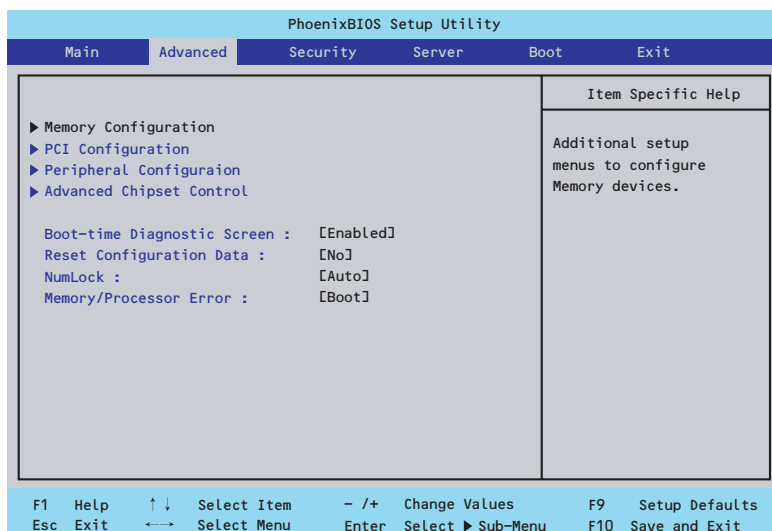 PhoenixBIOS Setup Utility
Main Advanced Security Server Boot Exit
Item Specific Help
▶ Memory Configuration
▶ PCI Configuration
▶ Peripheral Configuraion
▶ Advanced Chipset Control
Boot-time Diagnostic Screen : [Enabled]
Reset Configuration Data : [No]
NumLock : [Auto]
Memory/Processor Error : [Boot]
Additional setup
menus to configure
Memory devices.
F1 Help ↑↓ Select Item - /+ Change Values F9 Setup Defaults
Esc Exit ←→ Select Menu Enter Select ▶ Sub-Menu F10 Save and Exit